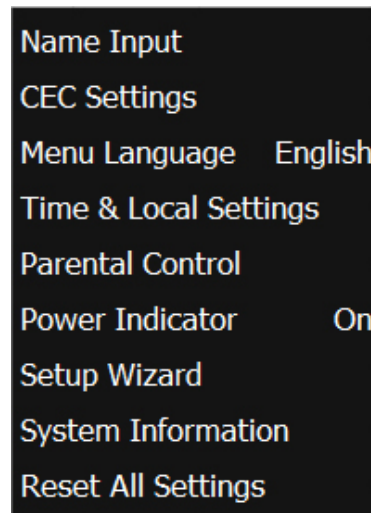 Name Input
CEC Settings
Menu Language English
Time & Local Settings
Parental Control
Power Indicator On
Setup Wizard
System Information
Reset All Settings